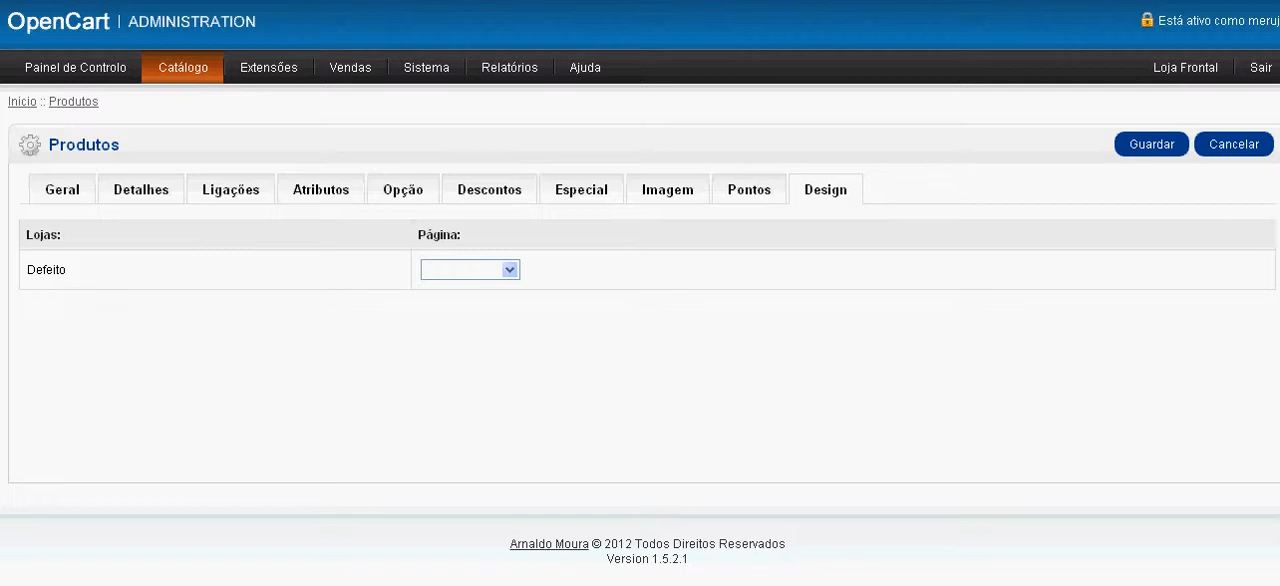 OpenCart | ADMINISTRATION
Está ativo como meruj
Painel de Controlo Catálogo Extensões Vendas Sistema Relatórios Ajuda Loja Frontal Sair
Inicio :: Produtos
Produtos
Guardar Cancelar
Geral Detalhes Ligações Atributos Opção Descontos Especial Imagem Pontos Design
Lojas: Página:
Defeito
Arnaldo Moura © 2012 Todos Direitos Reservados
Version 1.5.2.1